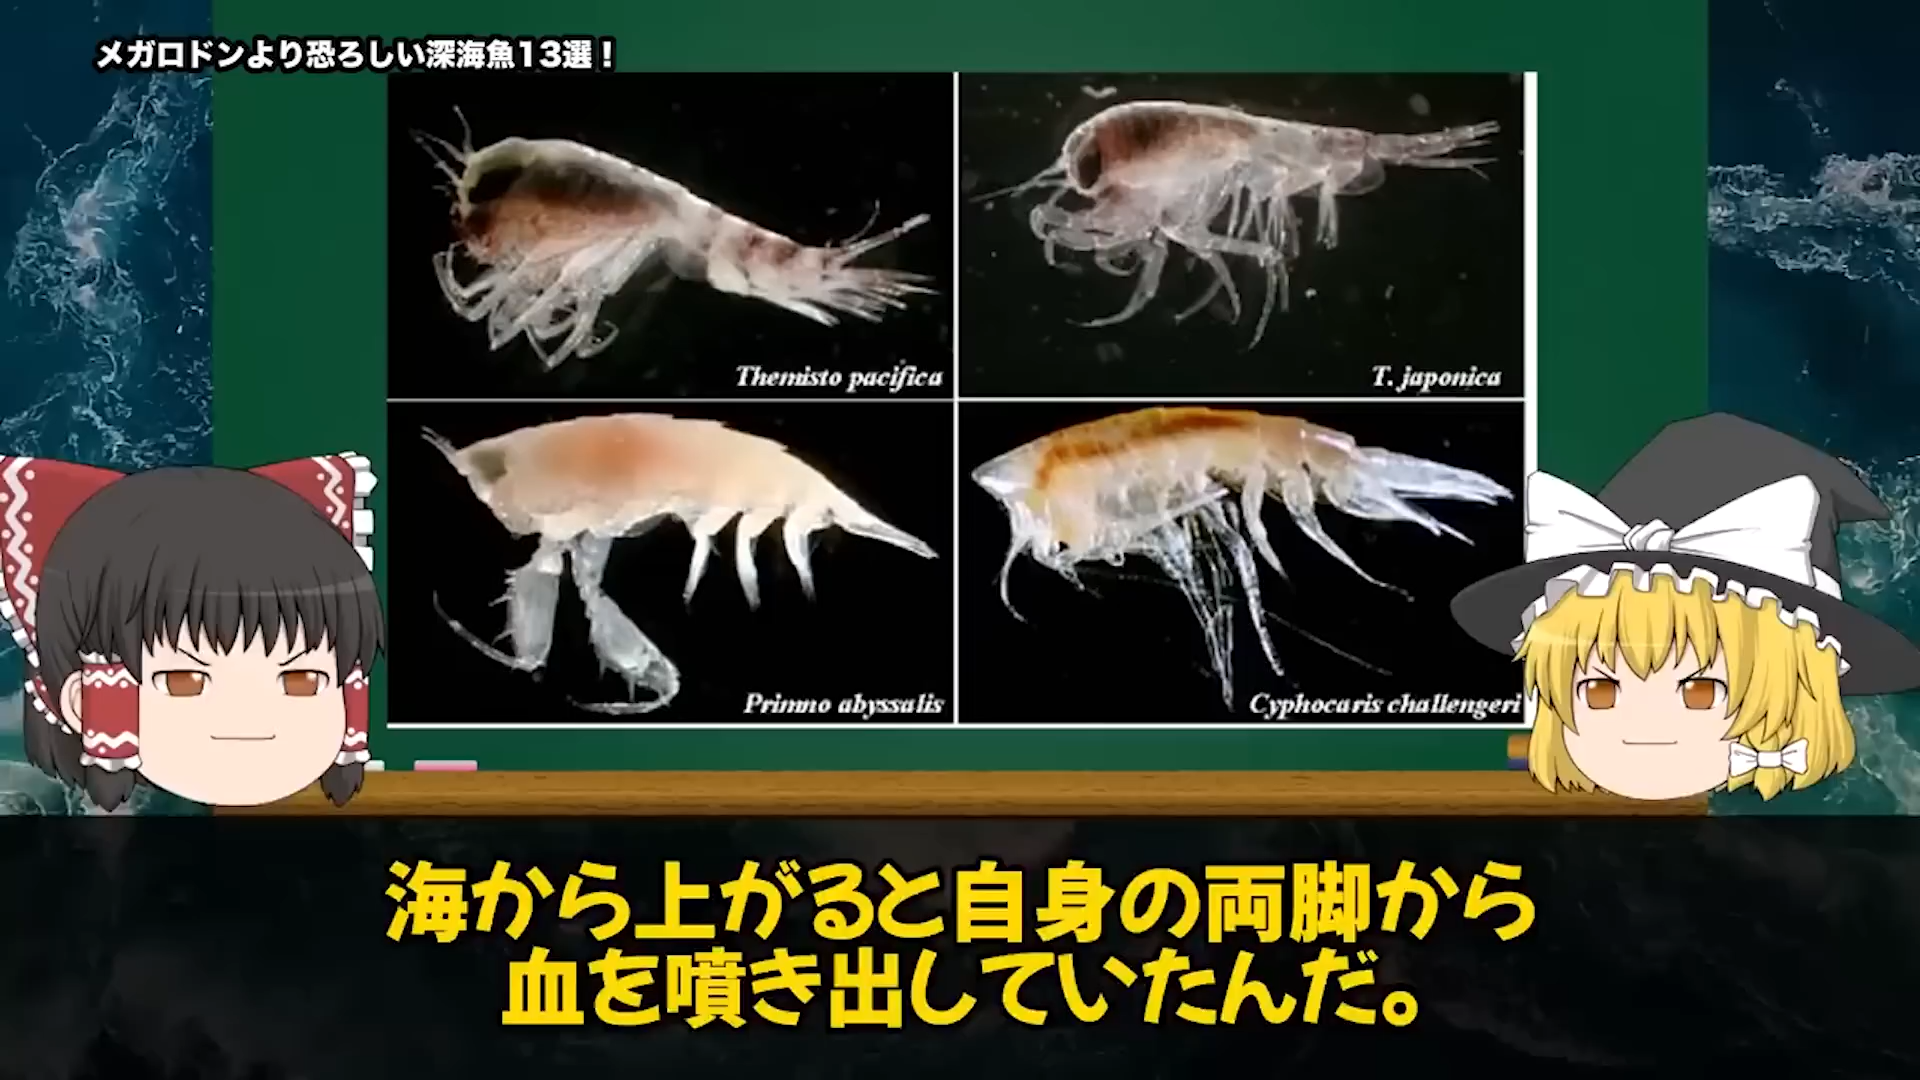 メガロドンより恐ろしい深海魚13選！
Themisto pacifica
T. japonica
Primno abyssalis
Cyphocaris challengeri
海から上がると自身の両脚から
血を噴き出していたんだ。